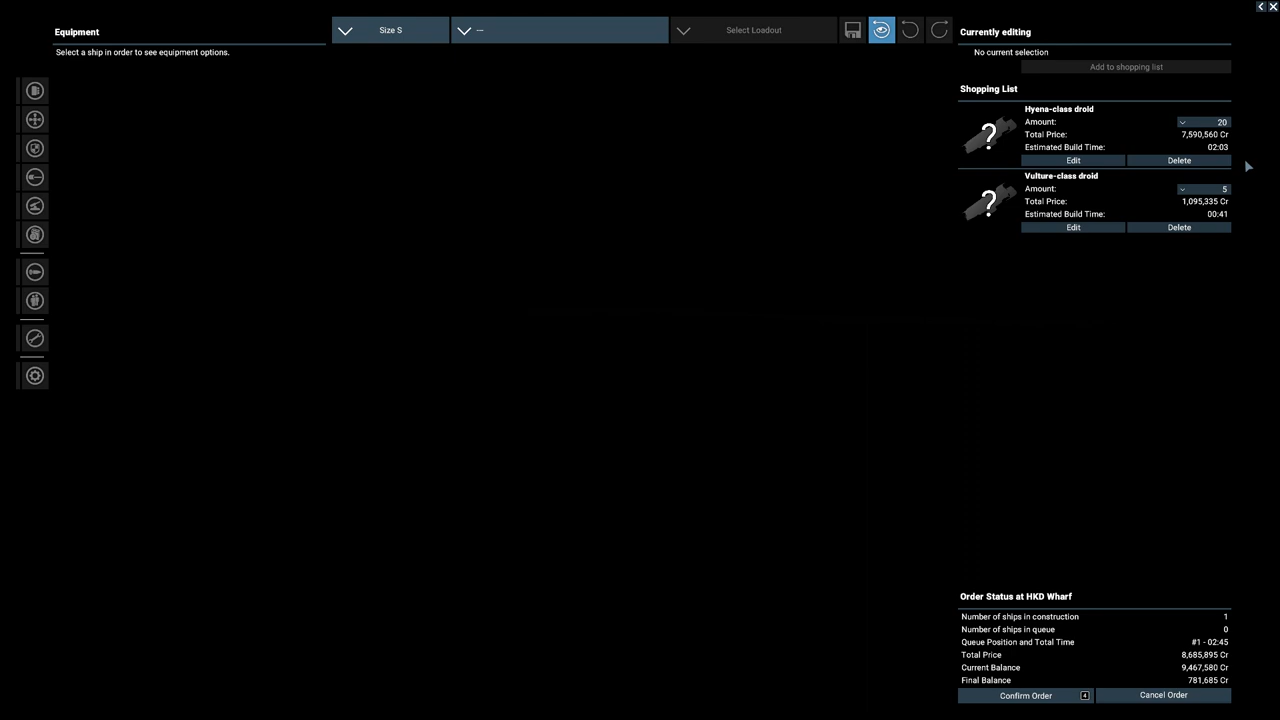 Equipment
Select a ship in order to see equipment options.
Size S
---
Select Loadout
Currently editing
No current selection
Add to shopping list
Shopping List
Hyena-class droid
Amount: 20
Total Price: 7,590,560 Cr
Estimated Build Time: 02:03
Edit Delete
Vulture-class droid
Amount: 5
Total Price: 1,095,335 Cr
Estimated Build Time: 00:41
Edit Delete
Order Status at HKD Wharf
Number of ships in construction 1
Number of ships in queue 0
Queue Position and Total Time #1 - 02:45
Total Price 8,685,895 Cr
Current Balance 9,467,580 Cr
Final Balance 781,685 Cr
Confirm Order 4 Cancel Order